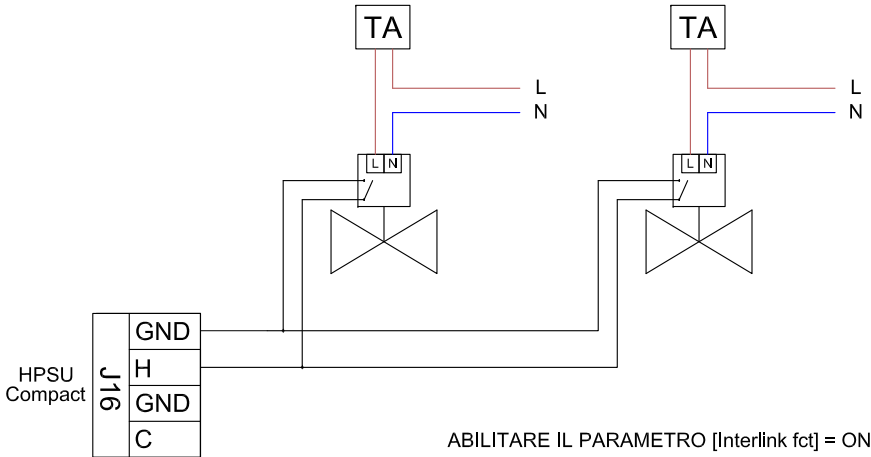 TA
TA
L
N
L
N
L N
L N
HPSU
Compact
J16
GND
H
GND
C
ABILITARE IL PARAMETRO [Interlink fct] = ON